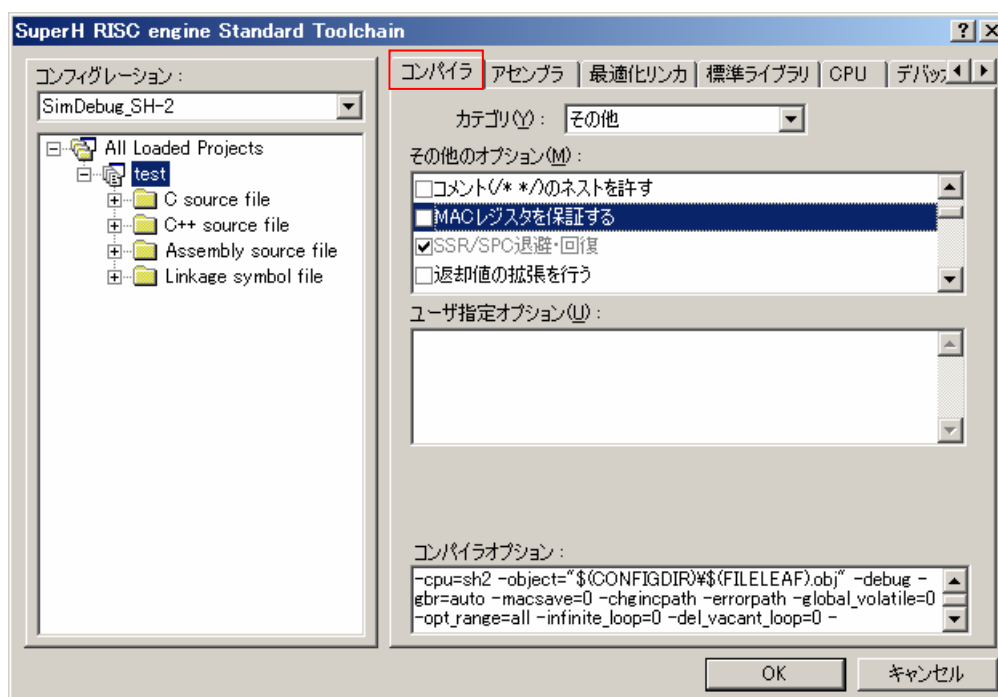 SuperH RISC engine Standard Toolchain
コンフィグレーション :
SimDebug_SH-2
All Loaded Projects
test
C source file
C++ source file
Assembly source file
Linkage symbol file
コンパイラ アセンブラ 最適化リンカ 標準ライブラリ CPU デバッ
カテゴリ(Y) : その他
その他のオプション(M) :
コメント(/* */)のネストを許す
MACレジスタを保証する
SSR/SPC退避・回復
返却値の拡張を行う
ユーザ指定オプション(U) :
コンパイラオプション :
-cpu=sh2 -object="$(CONFIGDIR)¥$(FILELEAF).obj" -debug -
gbr=auto -macsave=0 -chgincpath -errorpath -global_volatile=0
-opt_range=all -infinite_loop=0 -del_vacant_loop=0 -
OK キャンセル